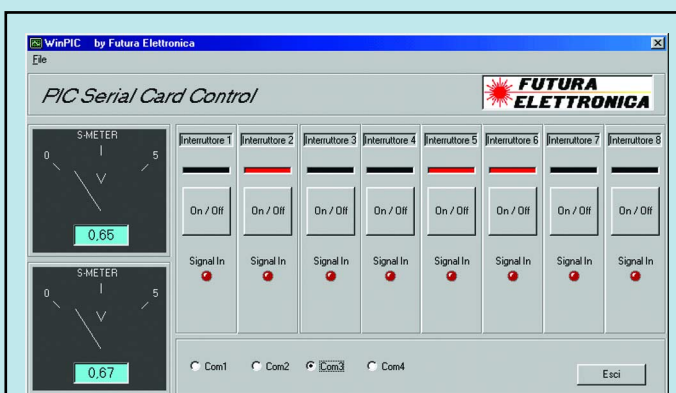 WinPIC by Futura Elettronica
File
PIC Serial Card Control
FUTURA
ELETTRONICA
S-METER
0 5
V
0,65
S-METER
0 5
V
0,67
Interruttore 1 Interruttore 2 Interruttore 3 Interruttore 4 Interruttore 5 Interruttore 6 Interruttore 7 Interruttore 8
On / Off On / Off On / Off On / Off On / Off On / Off On / Off On / Off
Signal In Signal In Signal In Signal In Signal In Signal In Signal In Signal In
Com1 Com2 Com3 Com4
Esci